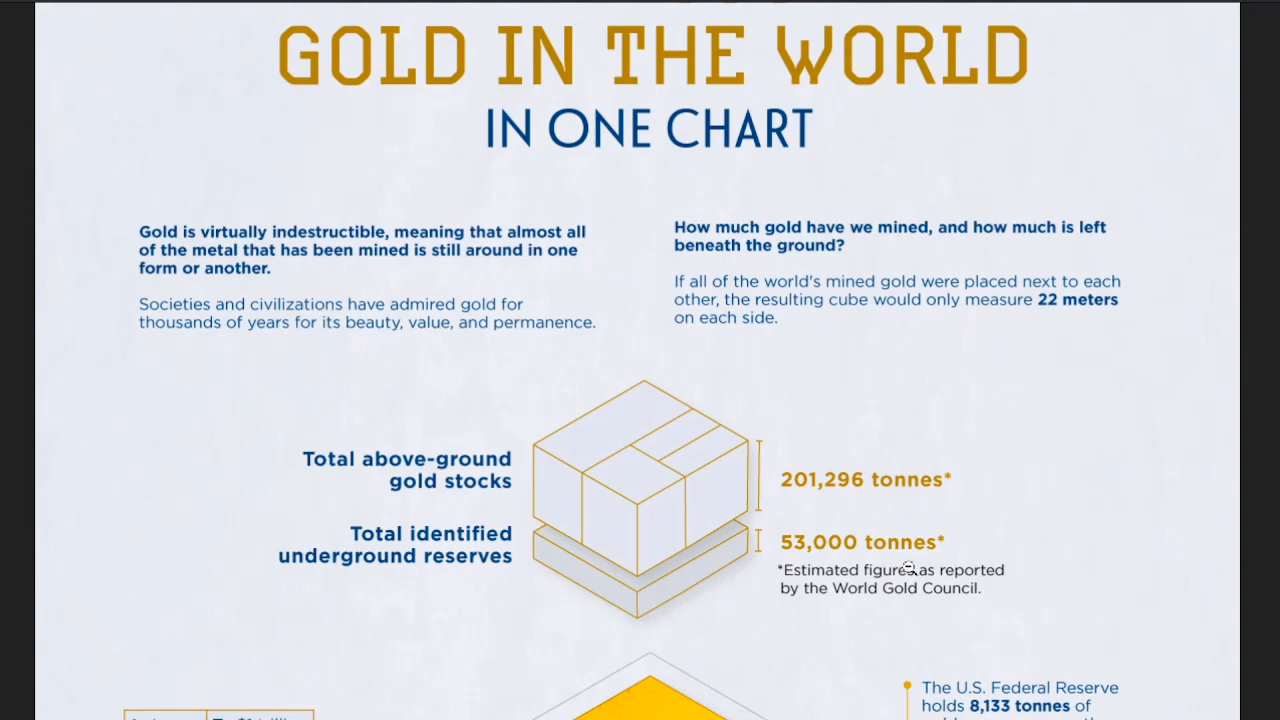 GOLD IN THE WORLD
IN ONE CHART
Gold is virtually indestructible, meaning that almost all
of the metal that has been mined is still around in one
form or another.
Societies and civilizations have admired gold for
thousands of years for its beauty, value, and permanence.
How much gold have we mined, and how much is left
beneath the ground?
If all of the world's mined gold were placed next to each
other, the resulting cube would only measure 22 meters
on each side.
Total above-ground
gold stocks
201,296 tonnes*
Total identified
underground reserves
53,000 tonnes*
*Estimated figures as reported
by the World Gold Council.
The U.S. Federal Reserve
holds 8,133 tonnes of